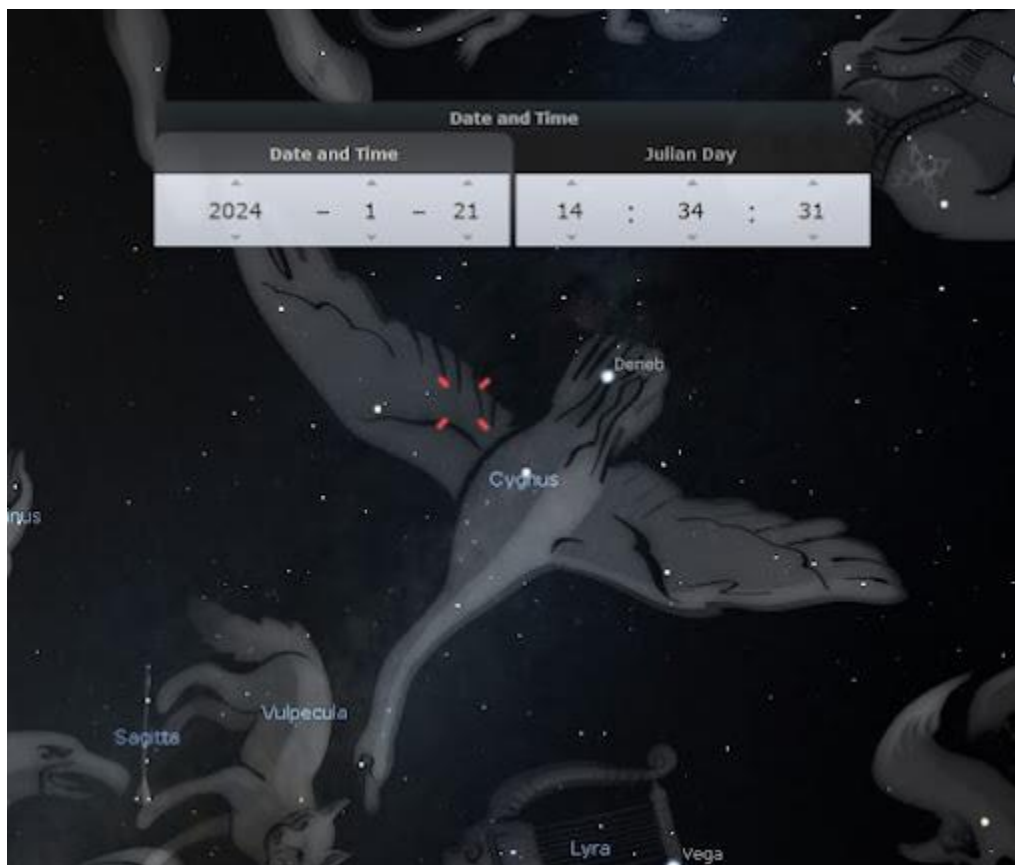 Date and Time
Date and Time Julian Day
2024 – 1 – 21 14 : 34 : 31
Deneb
Cygnus
nus
Vulpecula
Sagitta
Lyra
Vega